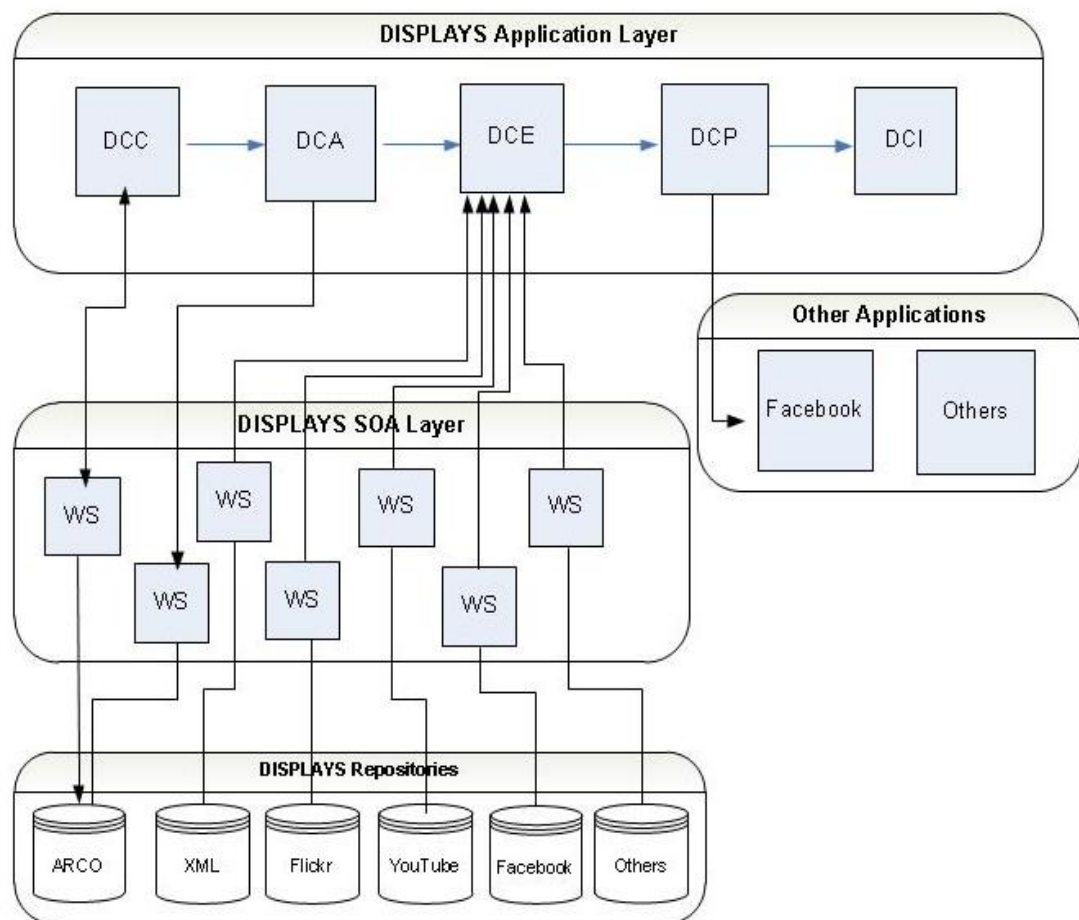 DISPLAYS Application Layer
DCC
DCA
DCE
DCP
DCI
Other Applications
Facebook
Others
DISPLAYS SOA Layer
WS
WS
WS
WS
WS
WS
WS
DISPLAYS Repositories
ARCO
XML
Flickr
YouTube
Facebook
Others